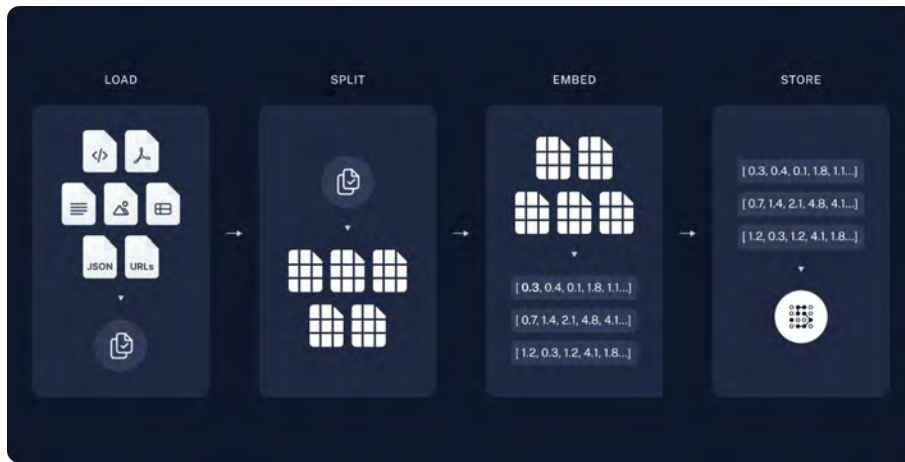 LOAD
SPLIT
EMBED
STORE
</>
JSON
URLs
[ 0.3, 0.4, 0.1, 1.8, 1.1...]
[ 0.7, 1.4, 2.1, 4.8, 4.1...]
[ 1.2, 0.3, 1.2, 4.1, 1.8...]
[ 0.3, 0.4, 0.1, 1.8, 1.1...]
[ 0.7, 1.4, 2.1, 4.8, 4.1...]
[ 1.2, 0.3, 1.2, 4.1, 1.8...]